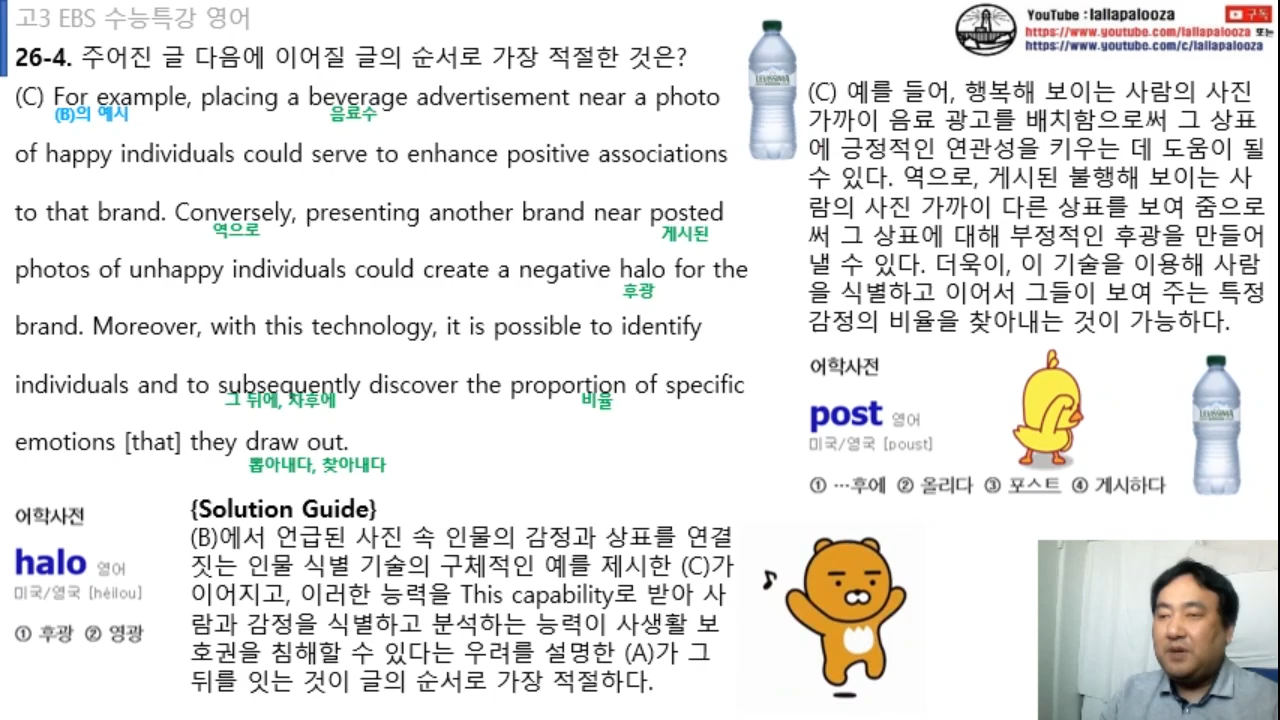 고3 EBS 수능특강 영어
YouTube : lallapalooza
구독
https://www.youtube.com/lallapalooza 또는
https://www.youtube.com/c/lallapalooza
26-4. 주어진 글 다음에 이어질 글의 순서로 가장 적절한 것은?
(C) For example, placing a beverage advertisement near a photo
(B)의 예시
음료수
of happy individuals could serve to enhance positive associations
to that brand. Conversely, presenting another brand near posted
역으로
게시된
photos of unhappy individuals could create a negative halo for the
후광
brand. Moreover, with this technology, it is possible to identify
individuals and to subsequently discover the proportion of specific
그 뒤에, 차후에
비율
emotions [that] they draw out.
뽑아내다, 찾아내다
LEVISSIMA
(C) 예를 들어, 행복해 보이는 사람의 사진
가까이 음료 광고를 배치함으로써 그 상표
에 긍정적인 연관성을 키우는 데 도움이 될
수 있다. 역으로, 게시된 불행해 보이는 사
람의 사진 가까이 다른 상표를 보여 줌으로
써 그 상표에 대해 부정적인 후광을 만들어
낼 수 있다. 더욱이, 이 기술을 이용해 사람
을 식별하고 이어서 그들이 보여 주는 특정
감정의 비율을 찾아내는 것이 가능하다.
어학사전
post 영어
미국/영국 [poust]
① …후에 ② 올리다 ③ 포스트 ④ 게시하다
LEVISSIMA
어학사전
halo 영어
미국/영국 [héilou]
① 후광 ② 영광
{Solution Guide}
(B)에서 언급된 사진 속 인물의 감정과 상표를 연결
짓는 인물 식별 기술의 구체적인 예를 제시한 (C)가
이어지고, 이러한 능력을 This capability로 받아 사
람과 감정을 식별하고 분석하는 능력이 사생활 보
호권을 침해할 수 있다는 우려를 설명한 (A)가 그
뒤를 잇는 것이 글의 순서로 가장 적절하다.